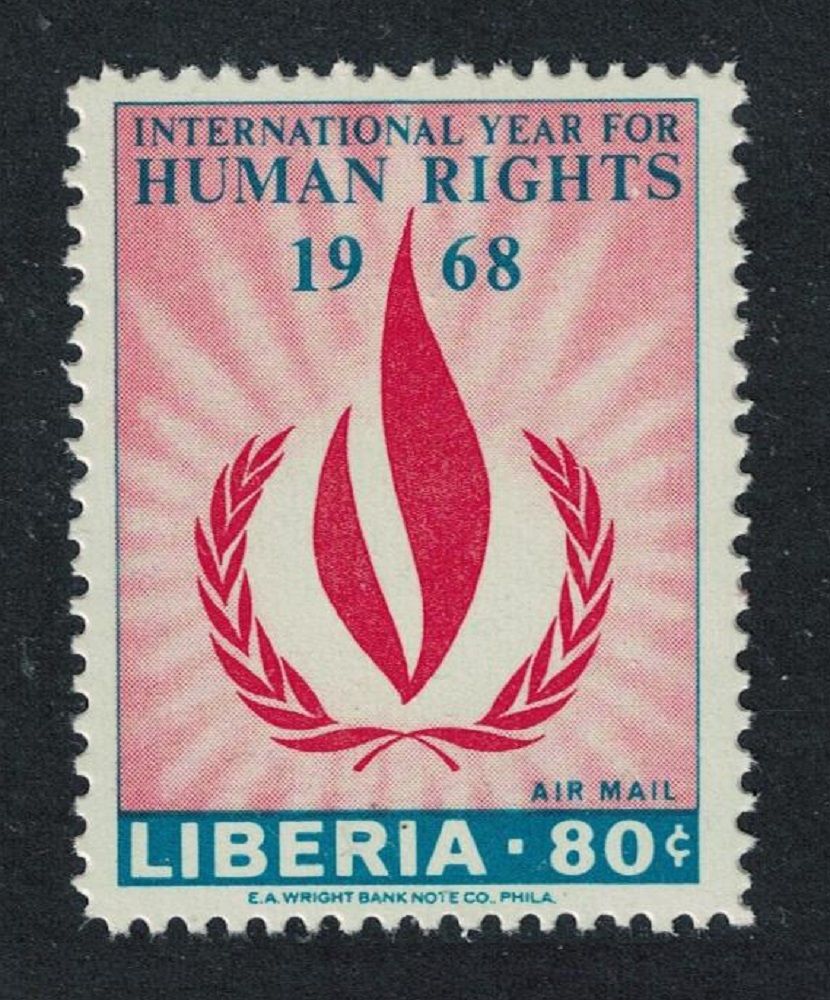 INTERNATIONAL YEAR FOR
HUMAN RIGHTS
19 68
AIR MAIL
LIBERIA · 80¢
E.A. WRIGHT BANK NOTE CO., PHILA.